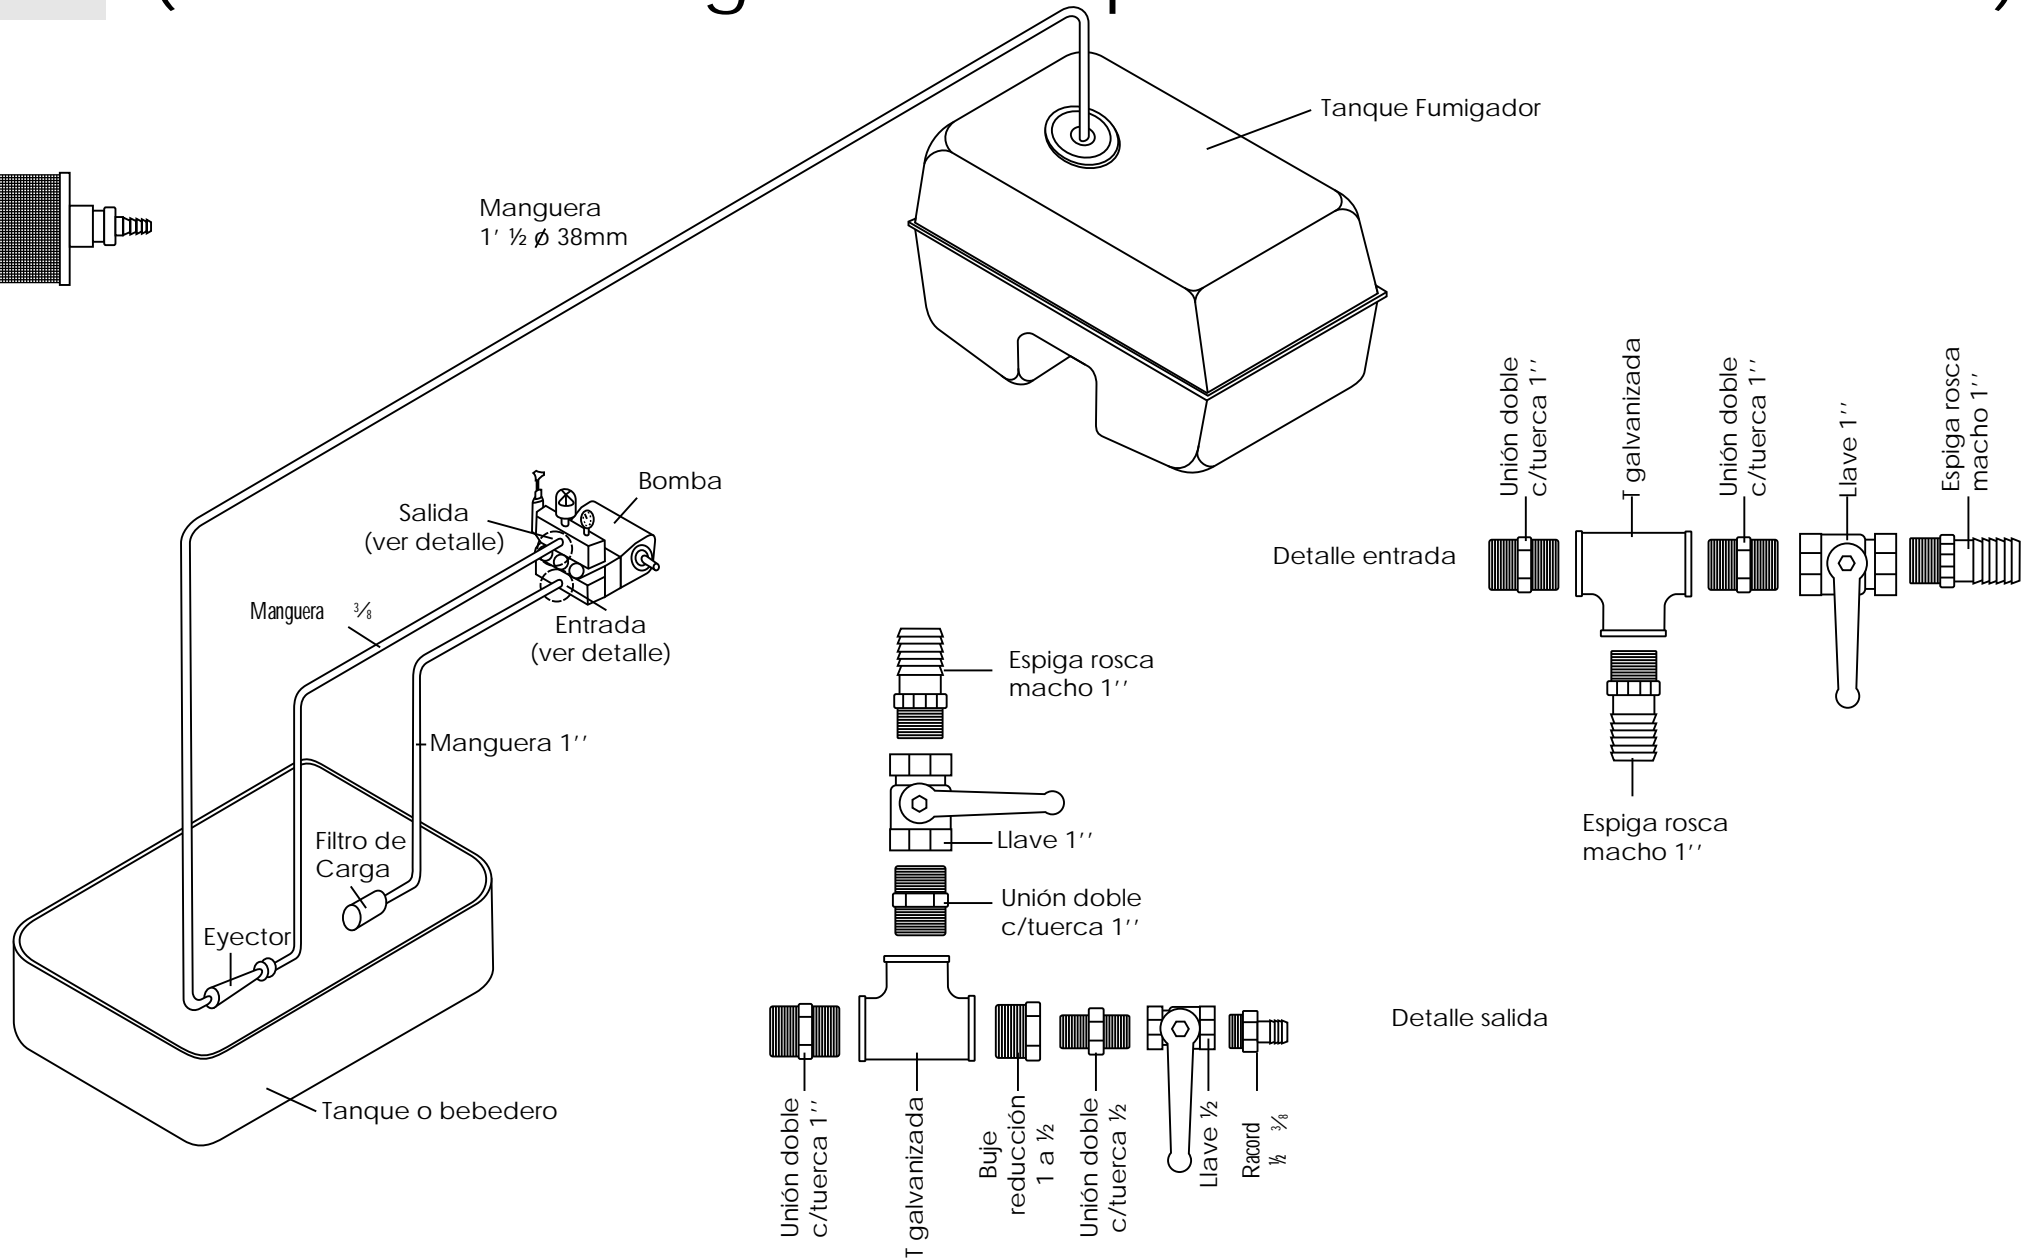 Tanque Fumigador
Manguera
1′ ½ ø 38mm
Bomba
Salida
(ver detalle)
Manguera ⅜
Entrada
(ver detalle)
Manguera 1′′
Filtro de
Carga
Eyector
Tanque o bebedero
Unión doble
c/tuerca 1′′
T galvanizada
Unión doble
c/tuerca 1′′
Llave 1′′
Espiga rosca
macho 1′′
Detalle entrada
Espiga rosca
macho 1′′
Espiga rosca
macho 1′′
Llave 1′′
Unión doble
c/tuerca 1′′
Detalle salida
Unión doble
c/tuerca 1′′
T galvanizada
Buje
reducción
1 a ½
Unión doble
c/tuerca ½
Llave ½
Racord
½ ⅜